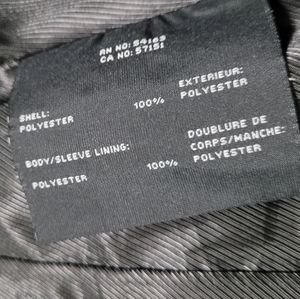 RN NO: 54163
CA NO: 57151
SHELL:
POLYESTER
100%
EXTERIEUR:
POLYESTER
BODY/SLEEVE LINING:
POLYESTER
100%
DOUBLURE DE
CORPS/MANCHE:
POLYESTER